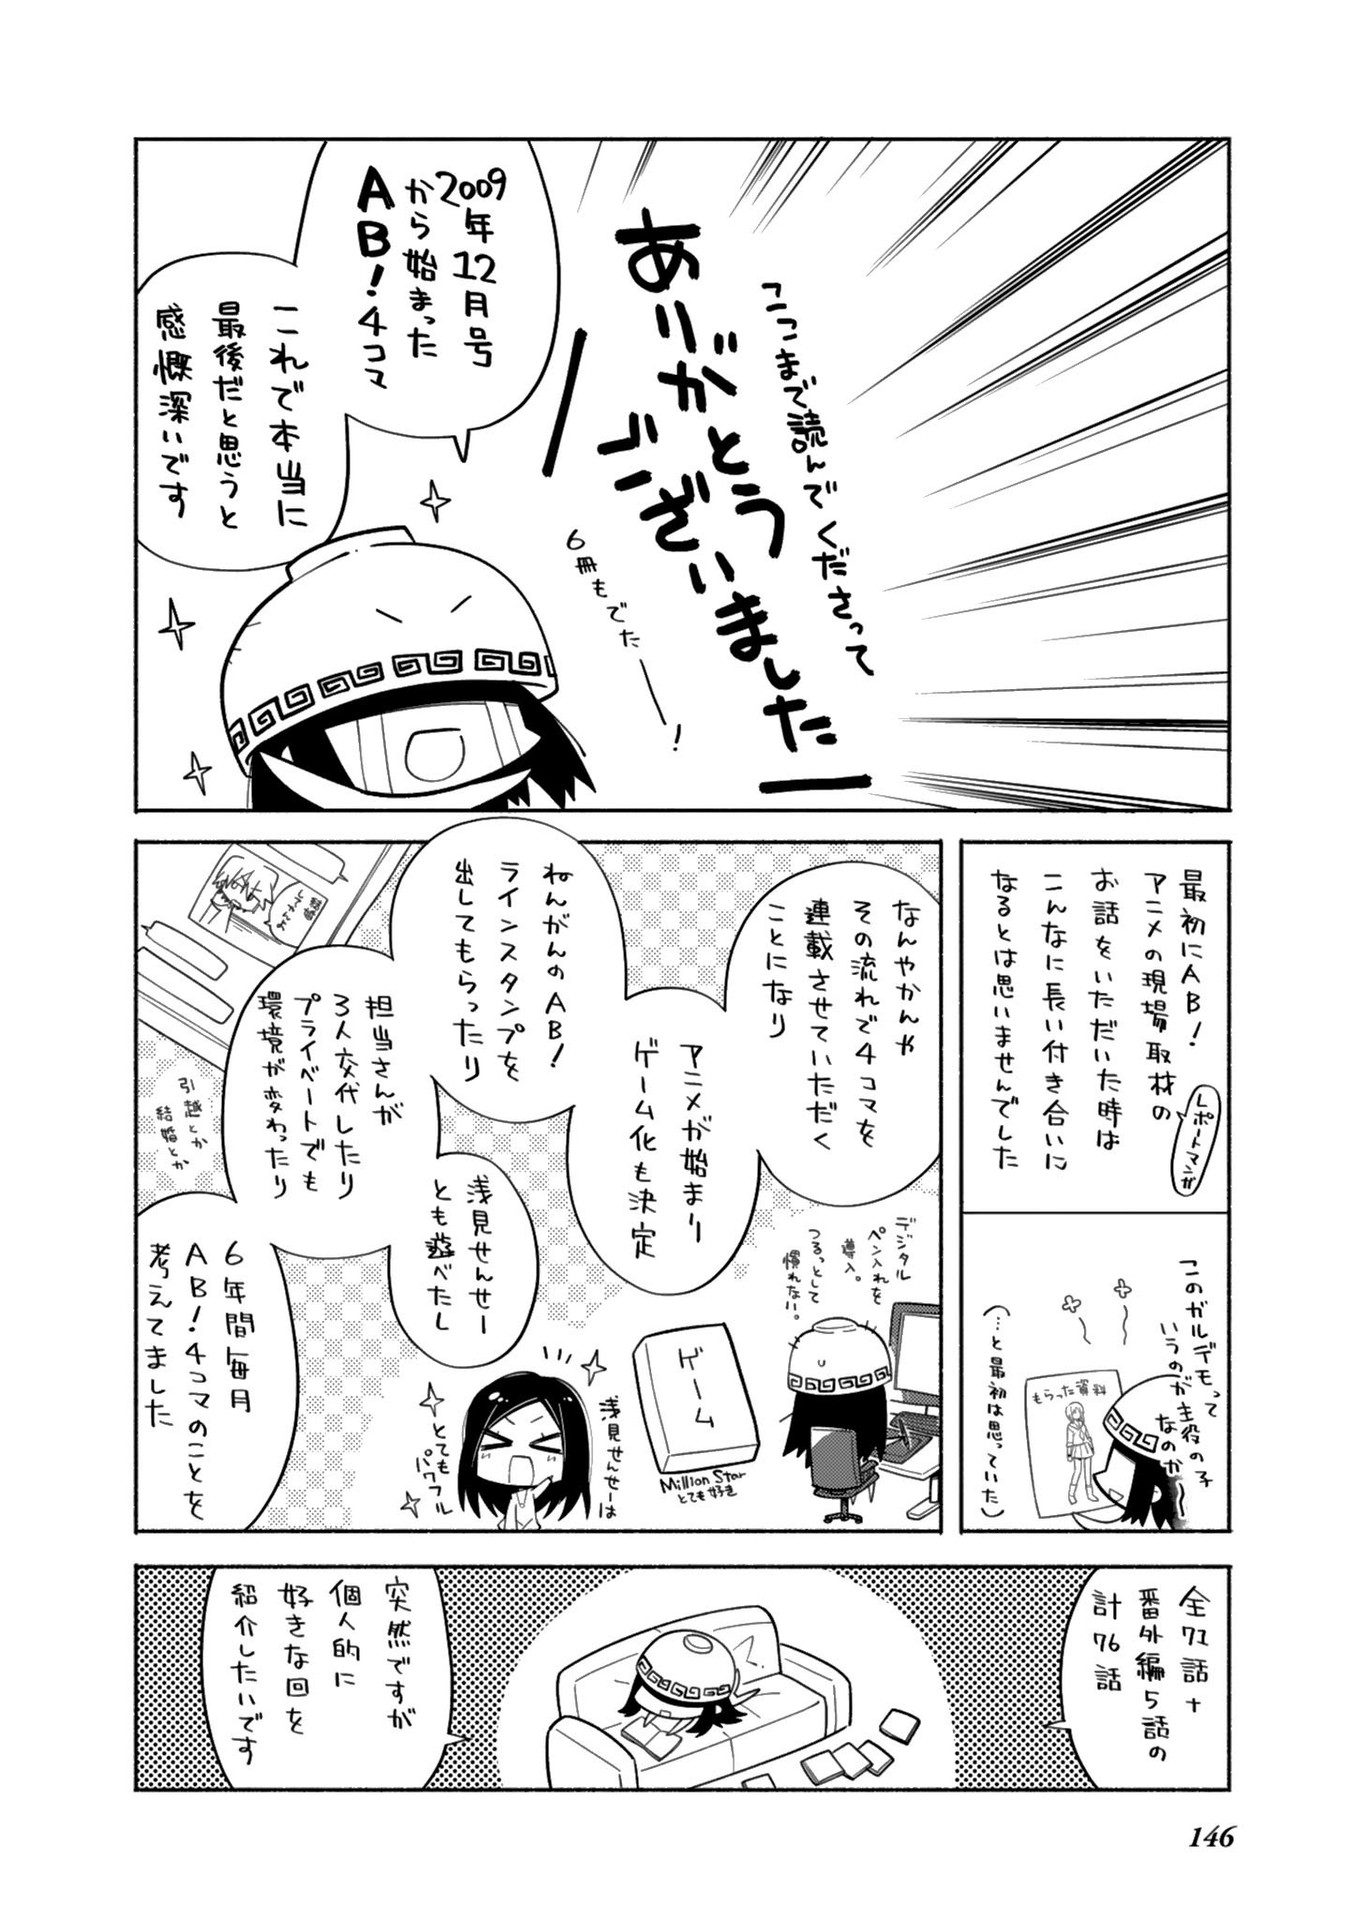 ここまで読んでくださって
ありがとう
ございましたー
6冊もでたー!
2009年12月号
から始まった
AB!4コマ
これで本当に
最後だと思うと
感慨深いです
最初にAB!
アニメの現場取材の
レポートマンガ
お話をいただいた時は
こんなに長い付き合いに
なるとは思いませんでした
このガルデモって
いうのが主役の子
なのか〜
もらった資料
(…と最初は思っていた)
なんやかんや
その流れで4コマを
連載させていただく
ことになり
デジタル
ペン入れを
導入。
つるっとして
慣れない。
アニメが始まり
ゲーム化も決定
ゲーム
Million Star
とても好き
ねんがんのAB!
ラインスタンプを
出してもらったり
浅見せんせー
とも遊べたし
浅見せんせーは
とても
パワフル
担当さんが
3人交代したり
プライベートでも
環境が変わったり
引越とか
結婚とか
6年間毎月
AB!4コマのことを
考えてました
全71話+
番外編5話の
計76話
突然ですが
個人的に
好きな回を
紹介したいです
146